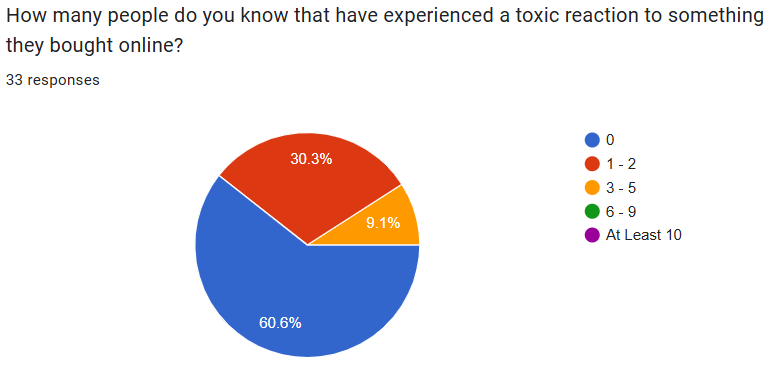 How many people do you know that have experienced a toxic reaction to something
they bought online?
33 responses
30.3%
9.1%
60.6%
0
1 - 2
3 - 5
6 - 9
At Least 10